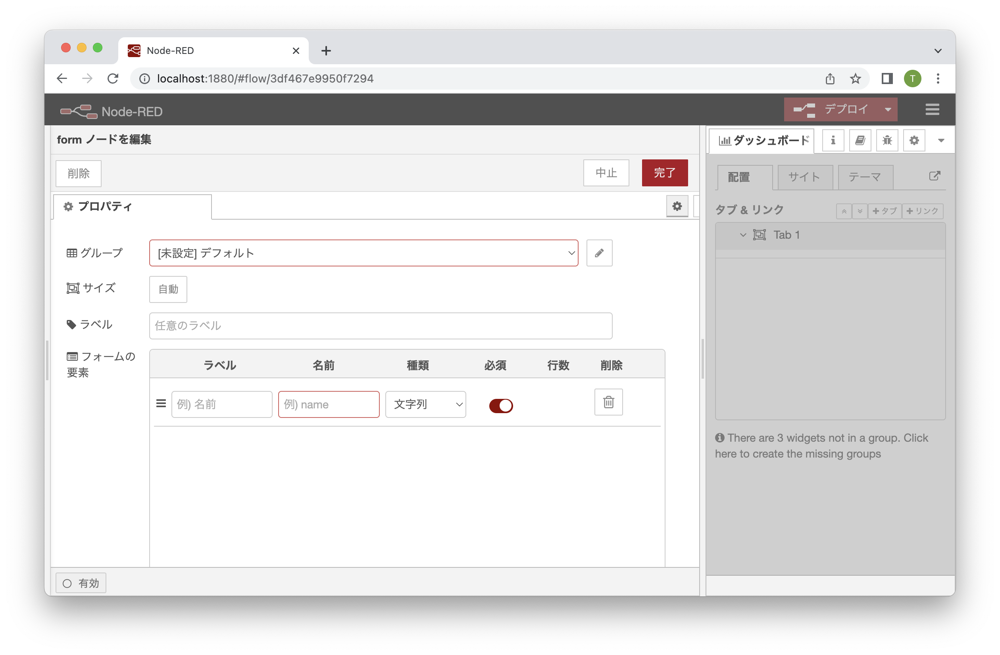 Node-RED
localhost:1880/#flow/3df467e9950f7294
T
Node-RED
デプロイ
form ノードを編集
削除
中止
完了
プロパティ
グループ
[未設定] デフォルト
サイズ
自動
ラベル
任意のラベル
フォームの
要素
ラベル 名前 種類 必須 行数 削除
例) 名前 例) name 文字列
有効
ダッシュボード
配置 サイト テーマ
タブ & リンク
タブ リンク
Tab 1
There are 3 widgets not in a group. Click
here to create the missing groups